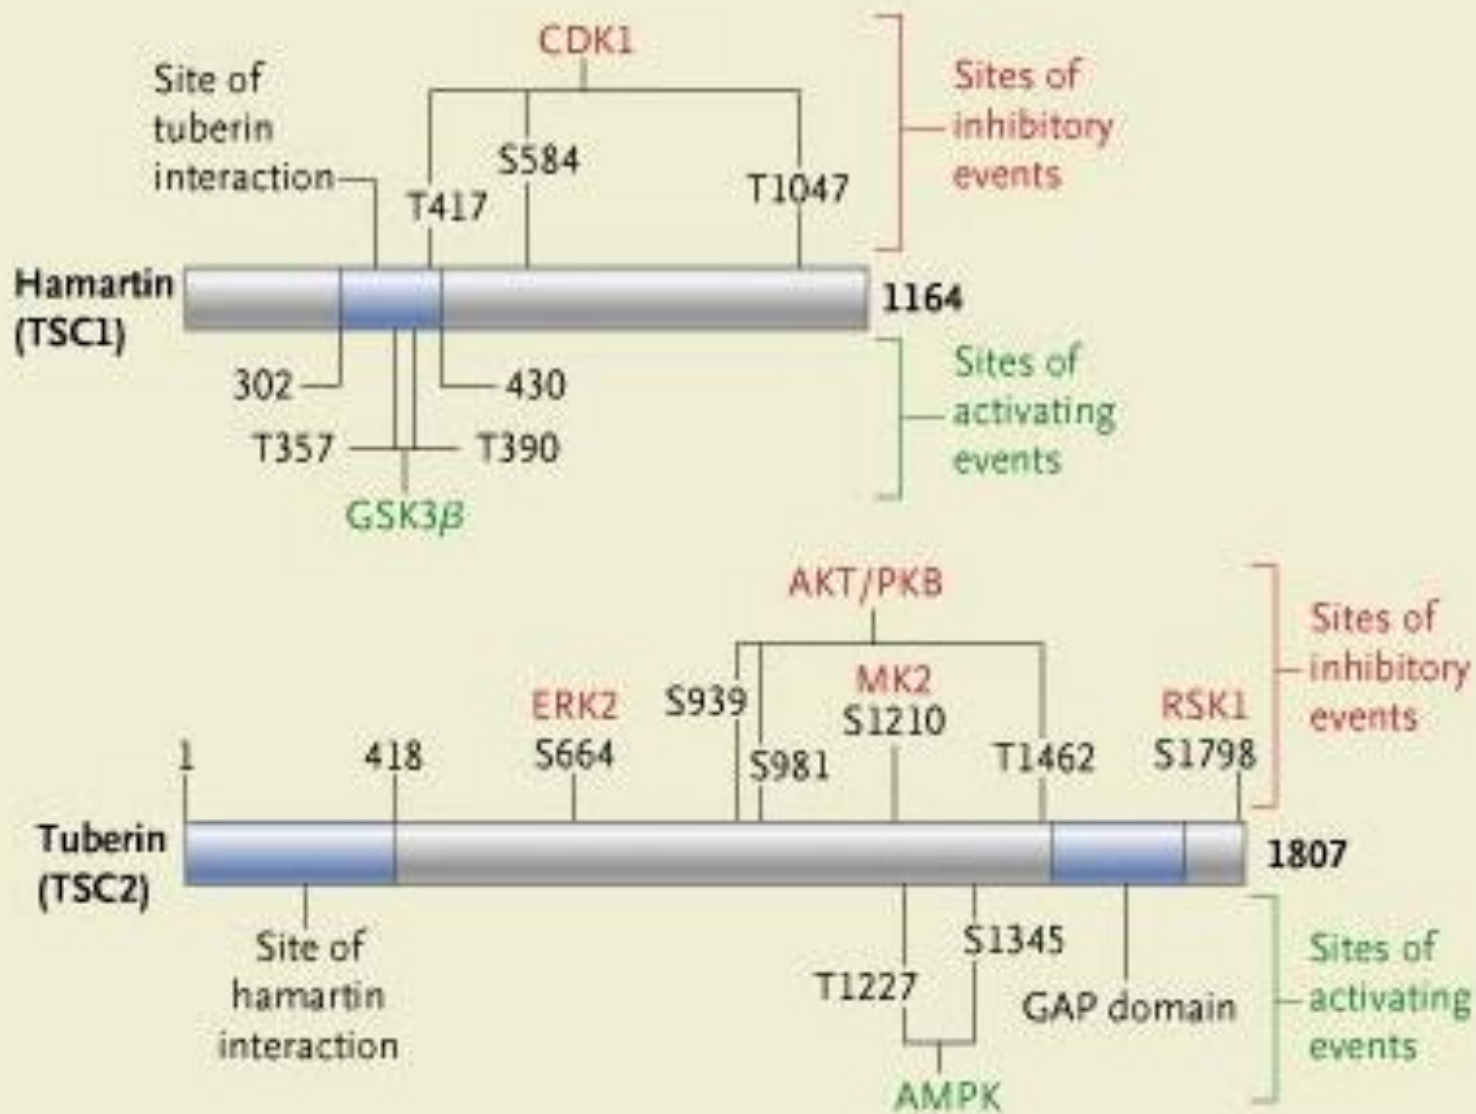 CDK1
Site of
tuberin
interaction
S584
T417
T1047
Sites of
inhibitory
events
Hamartin
(TSC1)
1164
302
430
T357
T390
GSK3β
Sites of
activating
events
AKT/PKB
ERK2
S664
S939
S981
MK2
S1210
T1462
RSK1
S1798
Sites of
inhibitory
events
1
418
Tuberin
(TSC2)
1807
Site of
hamartin
interaction
T1227
S1345
AMPK
GAP domain
Sites of
activating
events